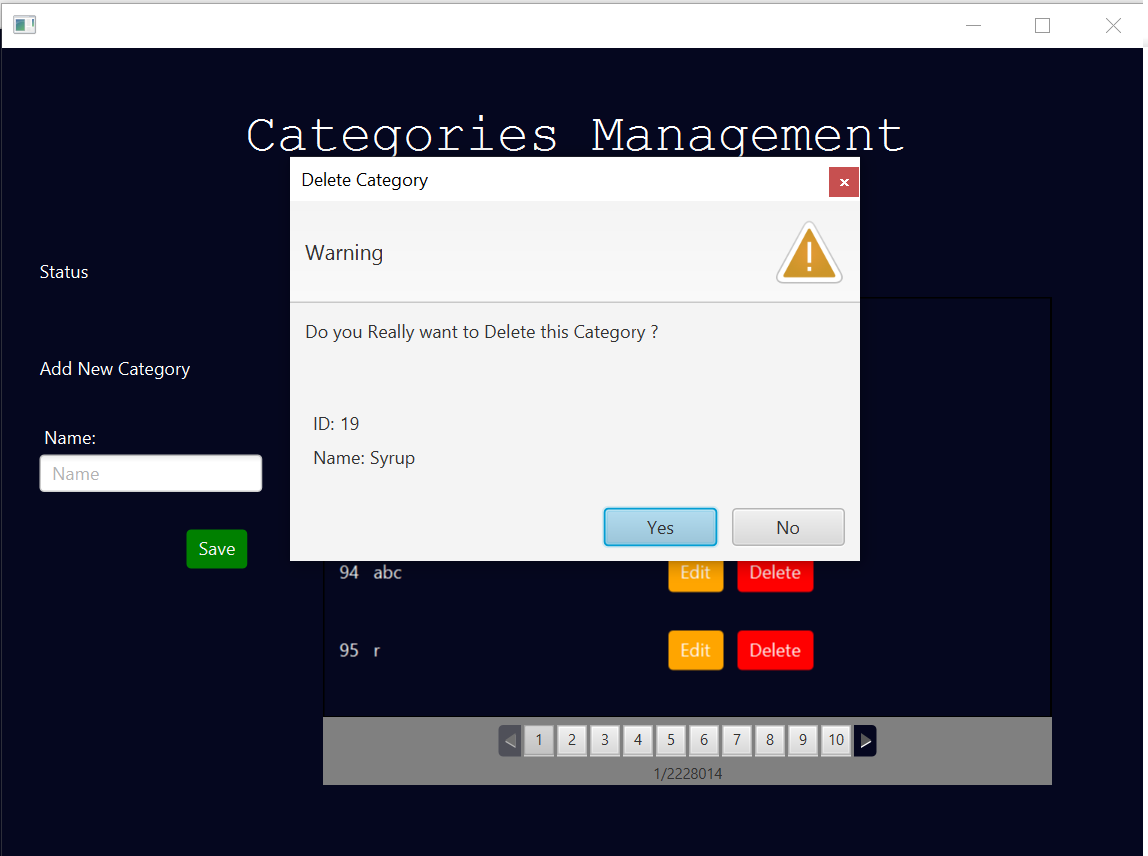 Categories Management
Delete Category
Warning
Status
Do you Really want to Delete this Category ?
Add New Category
ID: 19
Name:
Name: Syrup
Name
Yes No
Save
94 abc Edit Delete
95 r Edit Delete
1 2 3 4 5 6 7 8 9 10
1/2228014